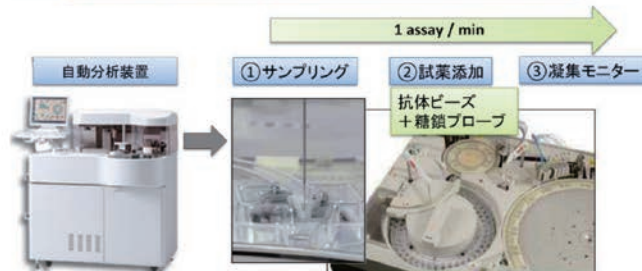 1 assay / min
自動分析装置
①サンプリング
②試薬添加
③凝集モニター
抗体ビーズ
＋糖鎖プローブ